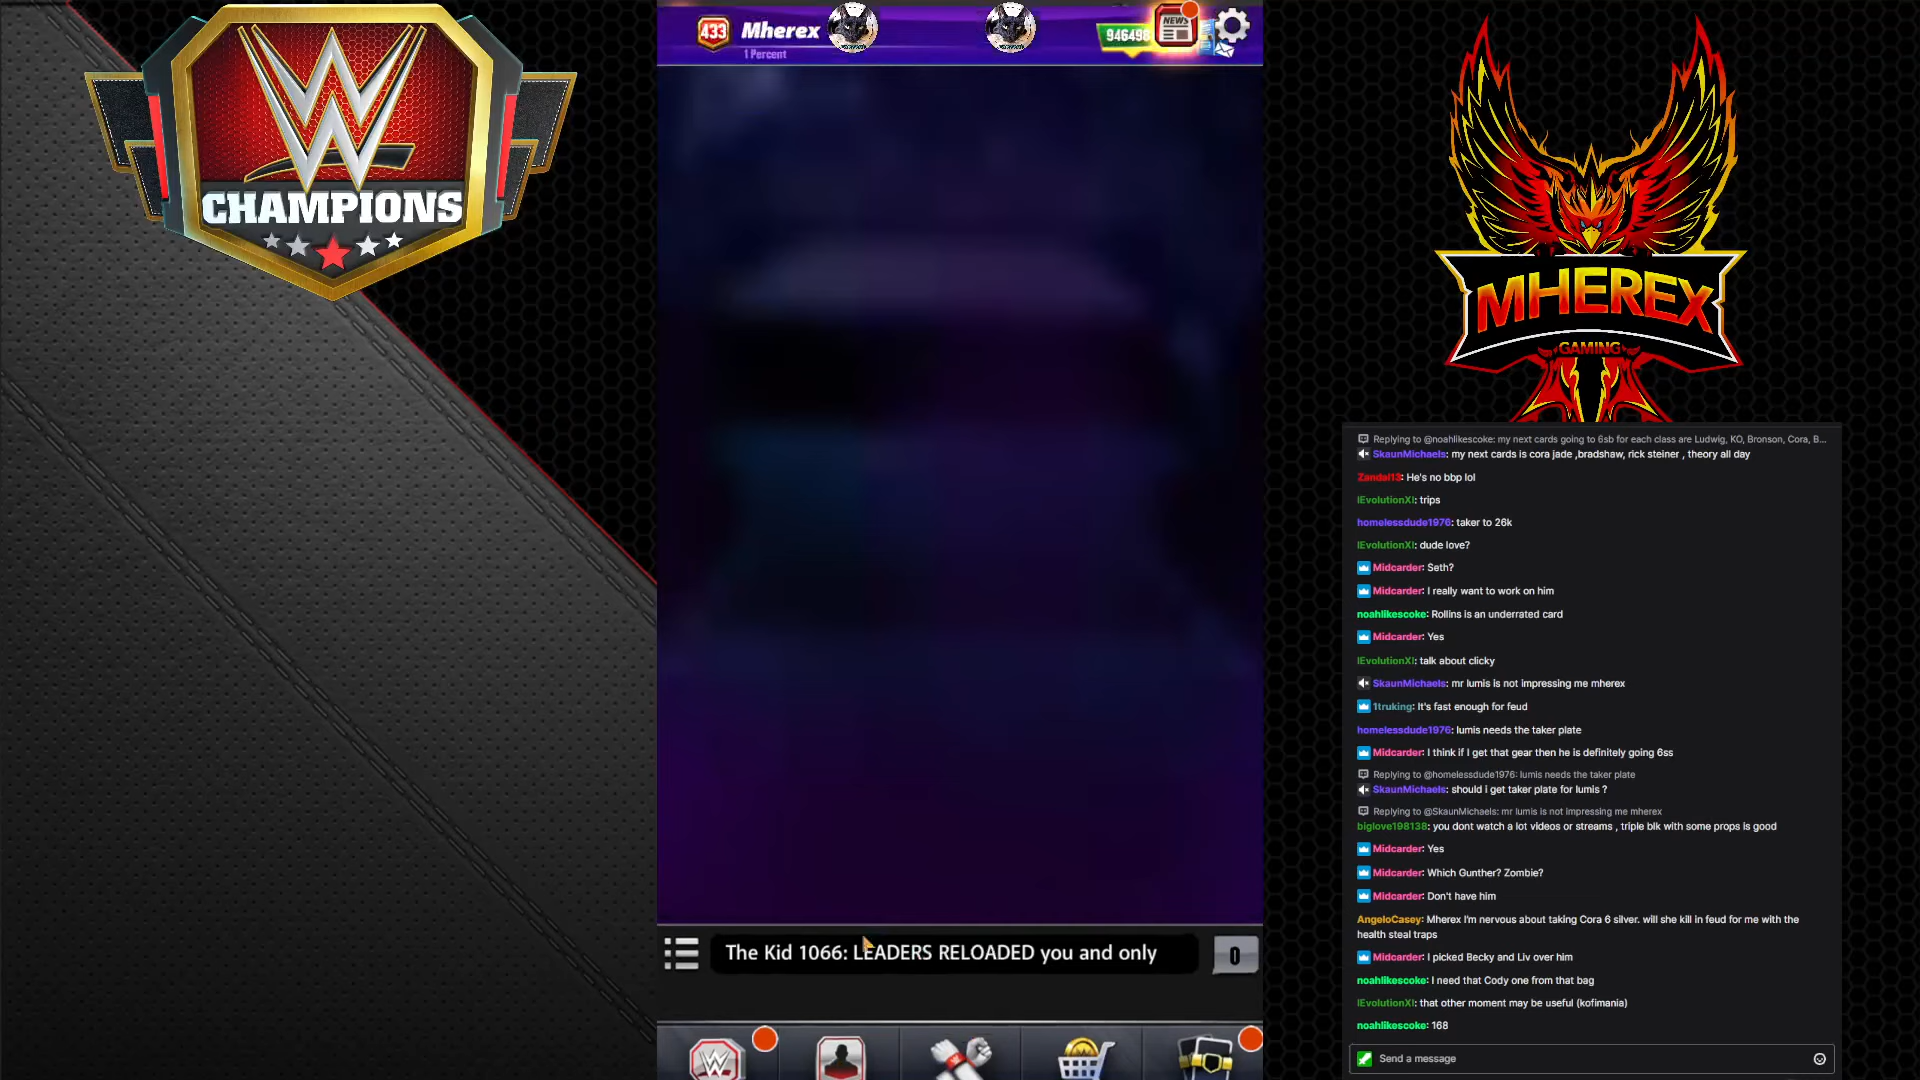 CHAMPIONS
433
Mherex
1 Percent
946498
NEWS
MHEREX
GAMING
Replying to @noahlikescoke: my next cards going to 6sb for each class are Ludwig, KO, Bronson, Cora, B...
SkaunMichaels: my next cards is cora jade ,bradshaw, rick steiner , theory all day
Zandal13: He's no bbp lol
IEvolutionXI: trips
homelessdude1976: taker to 26k
IEvolutionXI: dude love?
Midcarder: Seth?
Midcarder: I really want to work on him
noahlikescoke: Rollins is an underrated card
Midcarder: Yes
IEvolutionXI: talk about clicky
SkaunMichaels: mr lumis is not impressing me mherex
1truking: It's fast enough for feud
homelessdude1976: lumis needs the taker plate
Midcarder: I think if I get that gear then he is definitely going 6ss
Replying to @homelessdude1976: lumis needs the taker plate
SkaunMichaels: should i get taker plate for lumis ?
Replying to @SkaunMichaels: mr lumis is not impressing me mherex
biglove198138: you dont watch a lot videos or streams , triple blk with some props is good
Midcarder: Yes
Midcarder: Which Gunther? Zombie?
Midcarder: Don't have him
AngeloCasey: Mherex I'm nervous about taking Cora 6 silver. will she kill in feud for me with the
health steal traps
Midcarder: I picked Becky and Liv over him
noahlikescoke: I need that Cody one from that bag
IEvolutionXI: that other moment may be useful (kofimania)
noahlikescoke: 168
Send a message
The Kid 1066: LEADERS RELOADED you and only
0